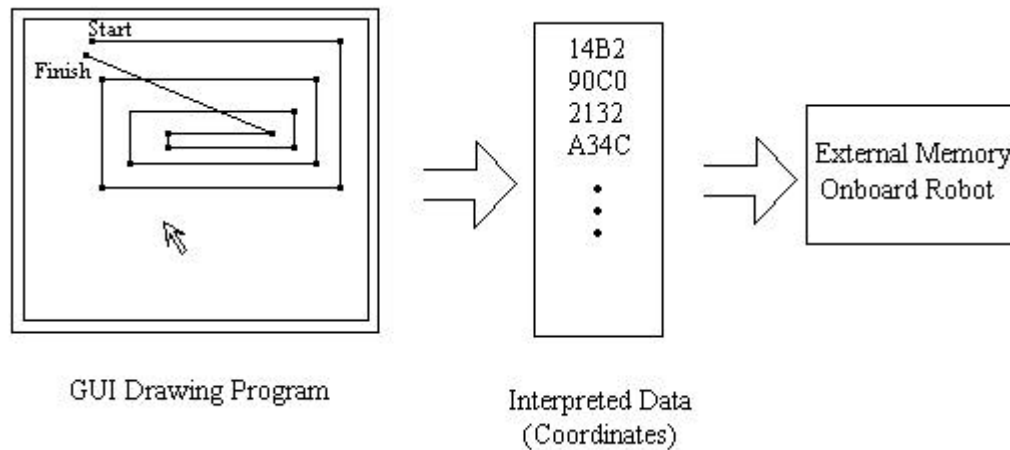 Start
Finish
14B2
90C0
2132
A34C
External Memory
Onboard Robot
GUI Drawing Program
Interpreted Data
(Coordinates)